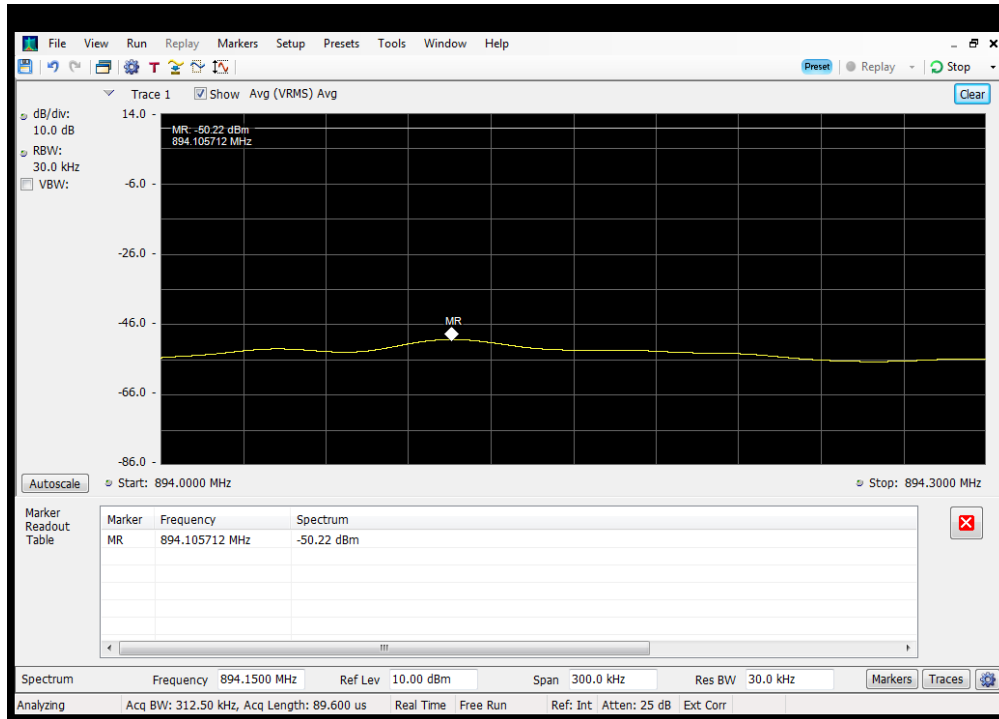 File View Run Replay Markers Setup Presets Tools Window Help
T Preset Replay Stop
Trace 1 Show Avg (VRMS) Avg Clear
dB/div:
10.0 dB
RBW:
30.0 kHz
VBW:
14.0
MR: -50.22 dBm
894.105712 MHz
-6.0
-26.0
-46.0
MR
-66.0
-86.0
Autoscale Start: 894.0000 MHz Stop: 894.3000 MHz
Marker
Readout
Table
Marker Frequency Spectrum
MR 894.105712 MHz -50.22 dBm
Spectrum Frequency 894.1500 MHz Ref Lev 10.00 dBm Span 300.0 kHz Res BW 30.0 kHz Markers Traces
Analyzing Acq BW: 312.50 kHz, Acq Length: 89.600 us Real Time Free Run Ref: Int Atten: 25 dB Ext Corr